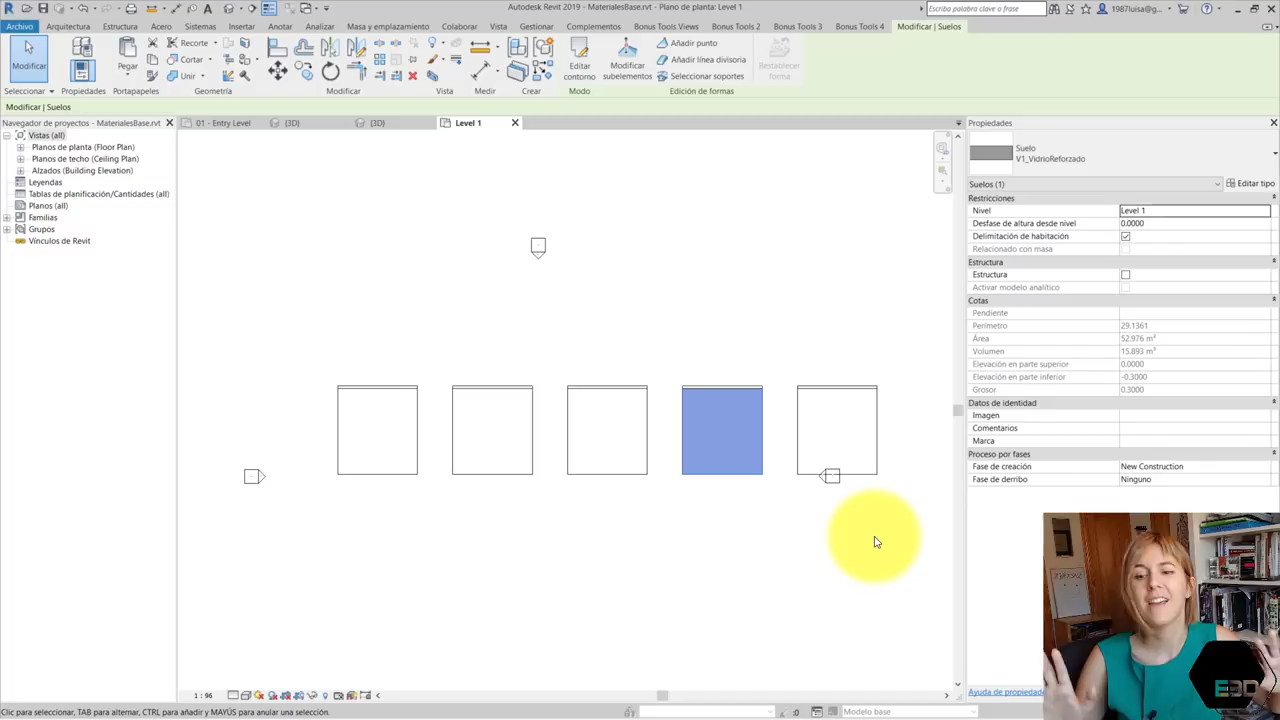 Autodesk Revit 2019 - MaterialesBase.rvt - Plano de planta: Level 1
Escriba palabra clave o frase
1987luisa@g...
Archivo Arquitectura Estructura Acero Sistemas Insertar Anotar Analizar Masa y emplazamiento Colaborar Vista Gestionar Complementos Bonus Tools Views Bonus Tools 2 Bonus Tools 3 Bonus Tools 4 Modificar | Suelos
Modificar
Pegar
Recorte
Cortar
Unir
Editar
contorno
Modificar
subelementos
Añadir punto
Añadir línea divisoria
Seleccionar soportes
Restablecer
forma
Seleccionar Propiedades Portapapeles Geometría Modificar Vista Medir Crear Modo Edición de formas
Modificar | Suelos
Navegador de proyectos - MaterialesBase.rvt
Vistas (all)
Planos de planta (Floor Plan)
Planos de techo (Ceiling Plan)
Alzados (Building Elevation)
Leyendas
Tablas de planificación/Cantidades (all)
Planos (all)
Familias
Grupos
Vínculos de Revit
01 - Entry Level
(3D)
(3D)
Level 1
Propiedades
Suelo
V1_VidrioReforzado
Suelos (1)
Editar tipo
Restricciones
Nivel Level 1
Desfase de altura desde nivel 0.0000
Delimitación de habitación
Relacionado con masa
Estructura
Estructura
Activar modelo analítico
Cotas
Pendiente
Perímetro 29.1361
Área 52.976 m²
Volumen 15.893 m³
Elevación en parte superior 0.0000
Elevación en parte inferior -0.3000
Grosor 0.3000
Datos de identidad
Imagen
Comentarios
Marca
Proceso por fases
Fase de creación New Construction
Fase de derribo Ninguno
Ayuda de propiedade
E3D
1 : 96
Clic para seleccionar, TAB para alternar, CTRL para añadir y MAYÚS para anular una selección.
:0
Modelo base